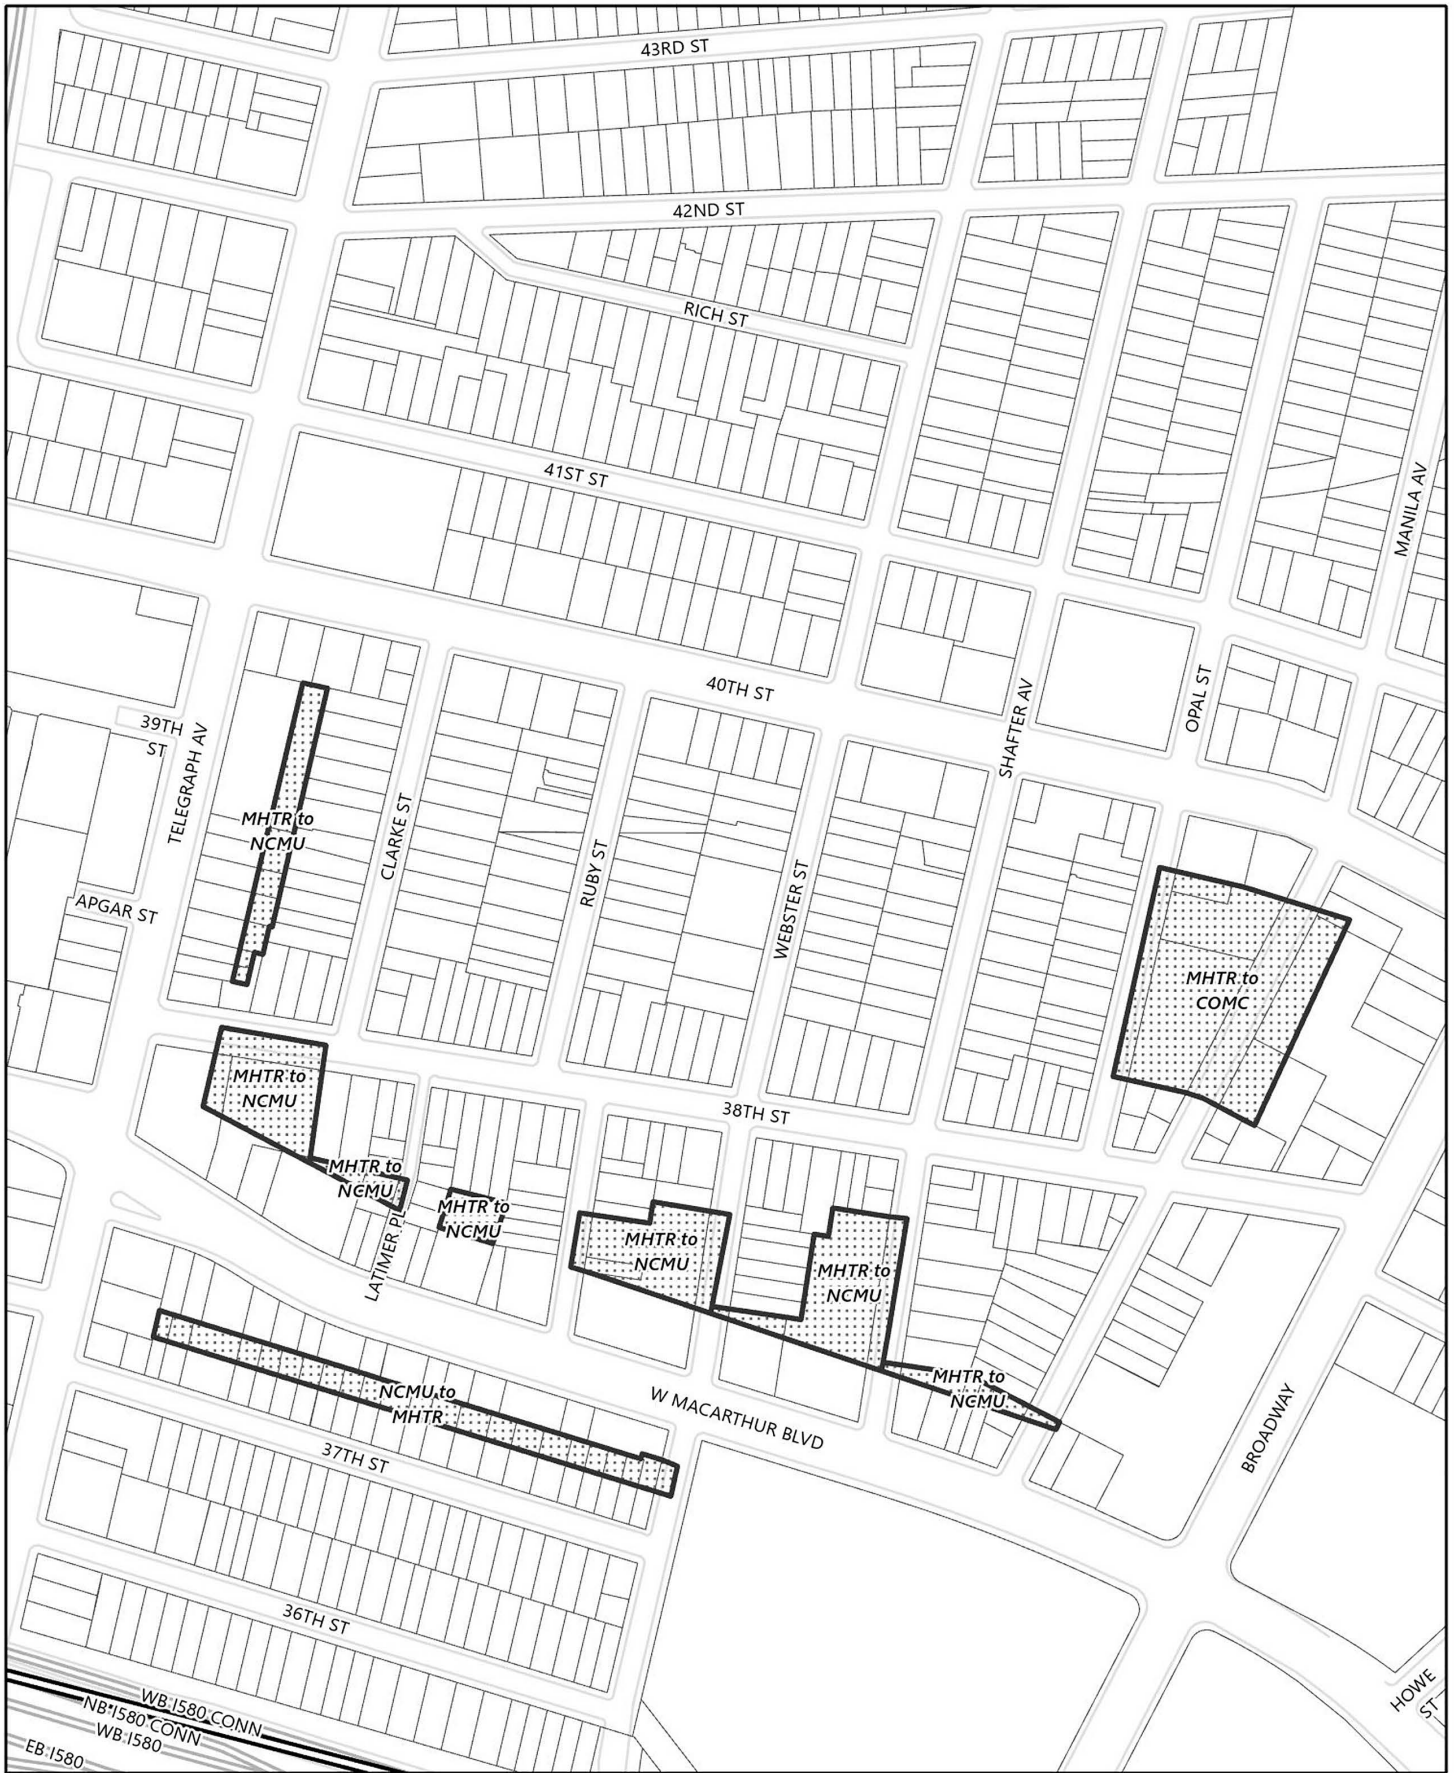 43RD ST
42ND ST
RICH ST
41ST ST
MANILA AV
40TH ST
OPAL ST
SHAFTER AV
39TH
ST
TELEGRAPH AV
MHTR to
NCMU
CLARKE ST
RUBY ST
WEBSTER ST
APGAR ST
MHTR to
COMC
MHTR to
NCMU
38TH ST
MHTR to
NCMU
MHTR to
NCMU
LATIMER PL
MHTR to
NCMU
MHTR to
NCMU
MHTR to
NCMU
NCMU to
MHTR
W MACARTHUR BLVD
BROADWAY
37TH ST
36TH ST
HOWE
ST
WB I580 CONN
NB I580 CONN
WB I580
EB I580